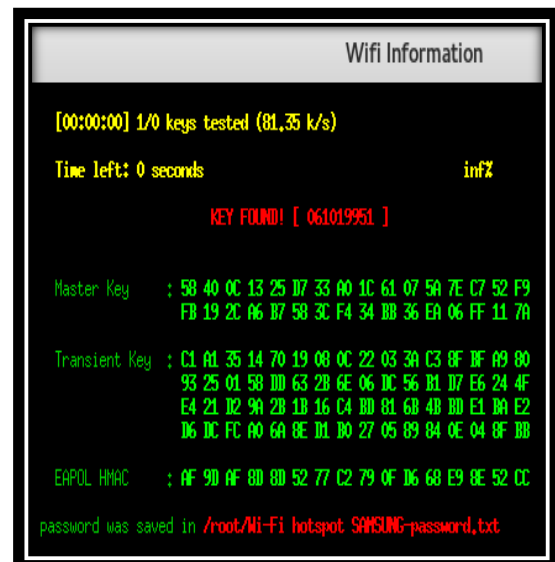 Wifi Information
[00:00:00] 1/0 keys tested (81.35 k/s)
Time left: 0 seconds inf%
KEY FOUND! [ 061019951 ]
Master Key : 58 40 0C 13 25 D7 33 A0 1C 61 07 5A 7E C7 52 F9
FB 19 2C A6 B7 58 3C F4 34 BB 36 EA 06 FF 11 7A
Transient Key : C1 A1 35 14 70 19 08 0C 22 03 3A C3 8F BF A9 80
93 25 01 58 DD 63 2B 6E 06 DC 56 B1 D7 E6 24 4F
E4 21 D2 9A 2B 1B 16 C4 BD 81 6B 4B BD E1 BA E2
D6 DC FC A0 6A 8E D1 B0 27 05 89 84 0E 04 8F BB
EAPOL HMAC : AF 9D AF 8D 8D 52 77 C2 79 0F D6 68 E9 8E 52 CC
password was saved in /root/Wi-Fi hotspot SAMSUNG-password.txt